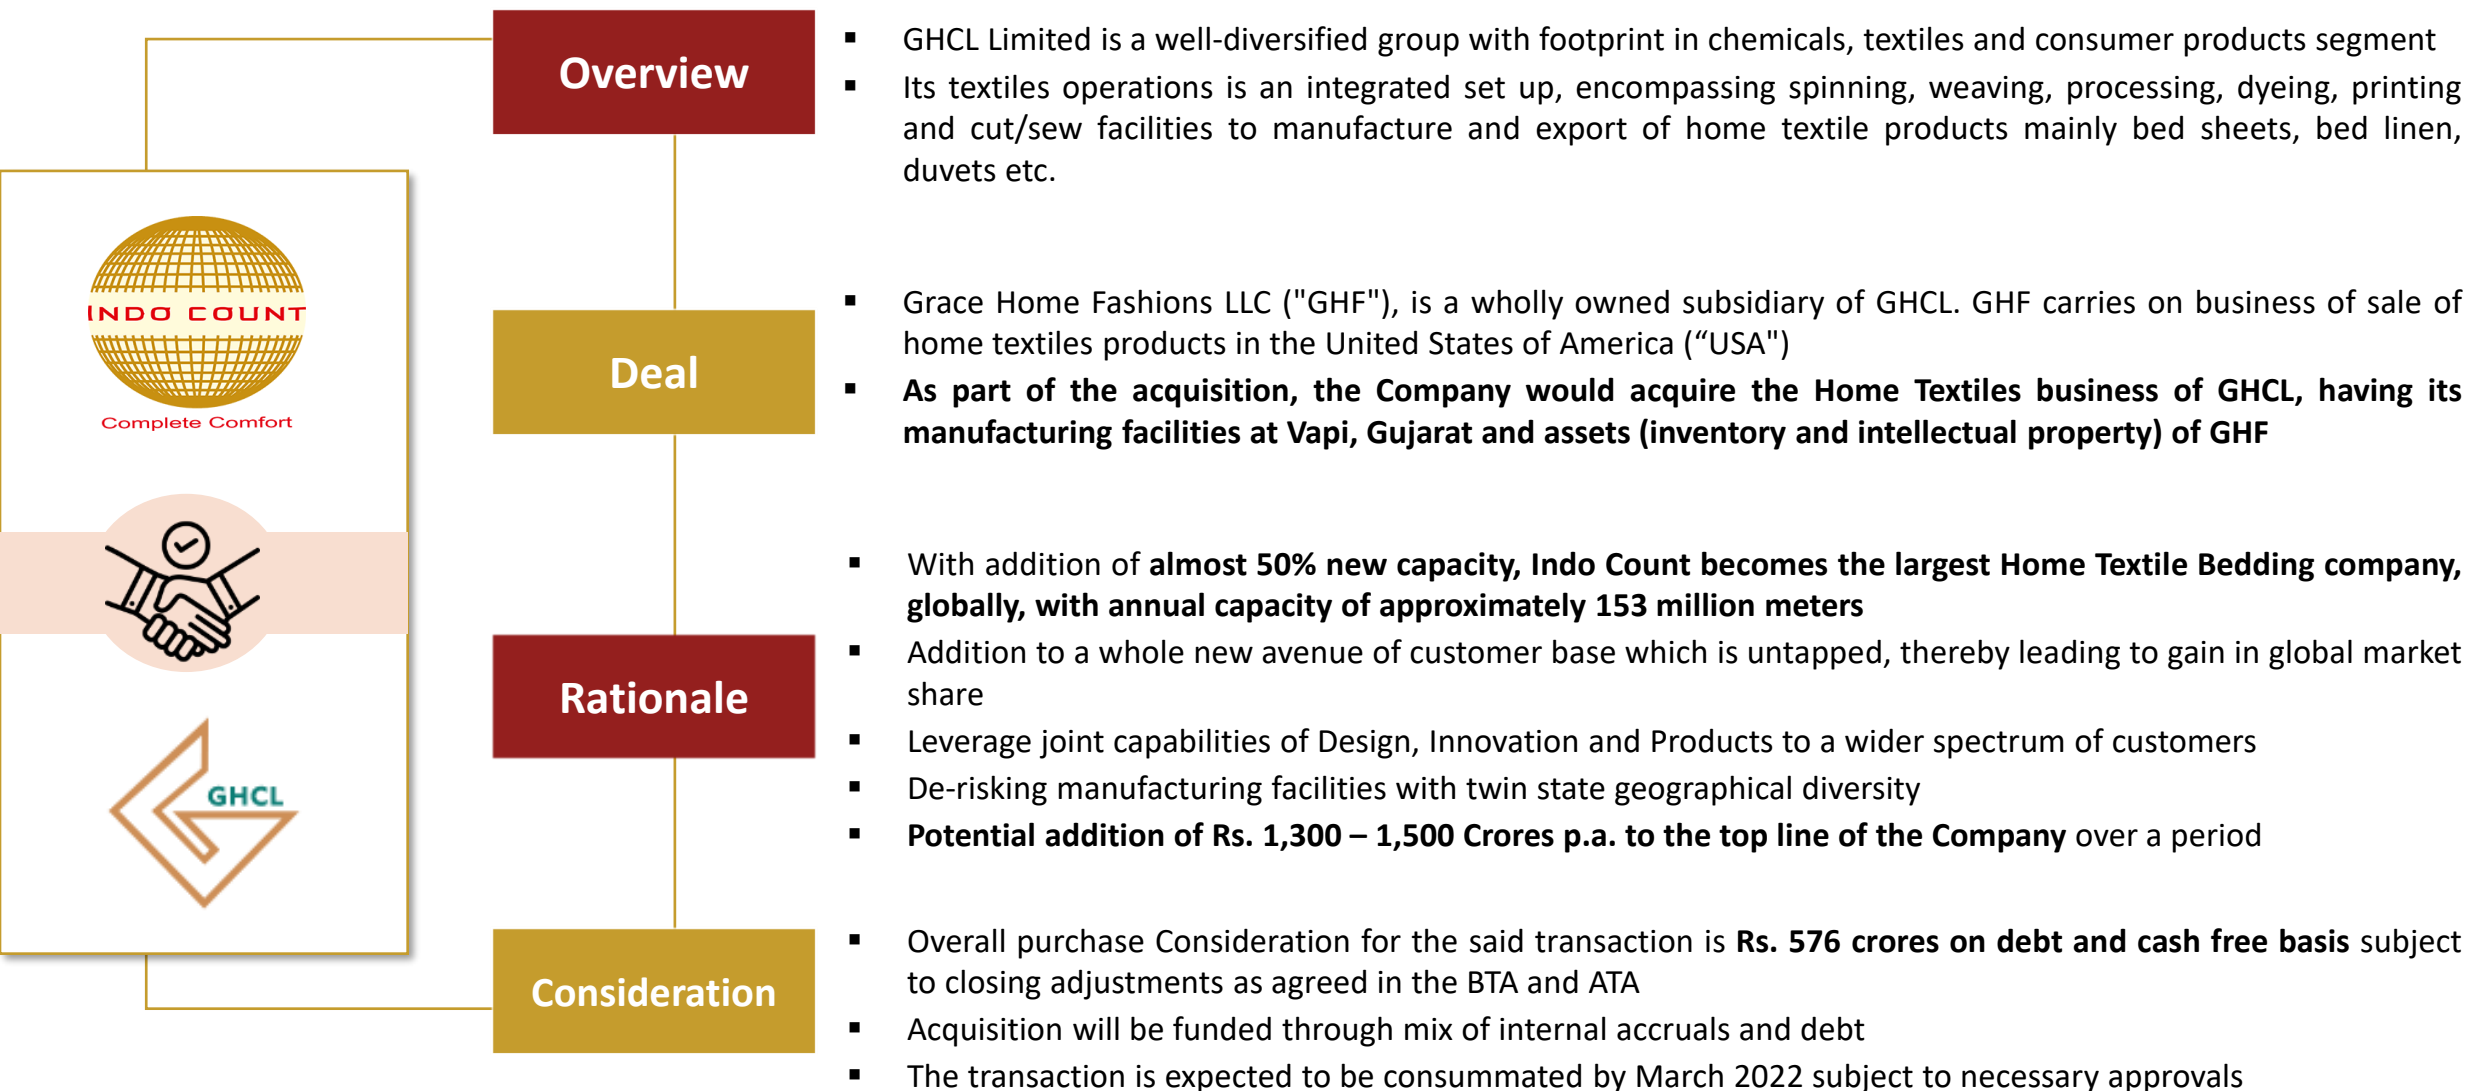 Overview
▪ GHCL Limited is a well-diversified group with footprint in chemicals, textiles and consumer products segment
▪ Its textiles operations is an integrated set up, encompassing spinning, weaving, processing, dyeing, printing
and cut/sew facilities to manufacture and export of home textile products mainly bed sheets, bed linen,
duvets etc.
INDO COUNT
Complete Comfort
GHCL
Deal
▪ Grace Home Fashions LLC ("GHF"), is a wholly owned subsidiary of GHCL. GHF carries on business of sale of
home textiles products in the United States of America (“USA")
▪ As part of the acquisition, the Company would acquire the Home Textiles business of GHCL, having its
manufacturing facilities at Vapi, Gujarat and assets (inventory and intellectual property) of GHF
Rationale
▪ With addition of almost 50% new capacity, Indo Count becomes the largest Home Textile Bedding company,
globally, with annual capacity of approximately 153 million meters
▪ Addition to a whole new avenue of customer base which is untapped, thereby leading to gain in global market
share
▪ Leverage joint capabilities of Design, Innovation and Products to a wider spectrum of customers
▪ De-risking manufacturing facilities with twin state geographical diversity
▪ Potential addition of Rs. 1,300 – 1,500 Crores p.a. to the top line of the Company over a period
Consideration
▪ Overall purchase Consideration for the said transaction is Rs. 576 crores on debt and cash free basis subject
to closing adjustments as agreed in the BTA and ATA
▪ Acquisition will be funded through mix of internal accruals and debt
▪ The transaction is expected to be consummated by March 2022 subject to necessary approvals